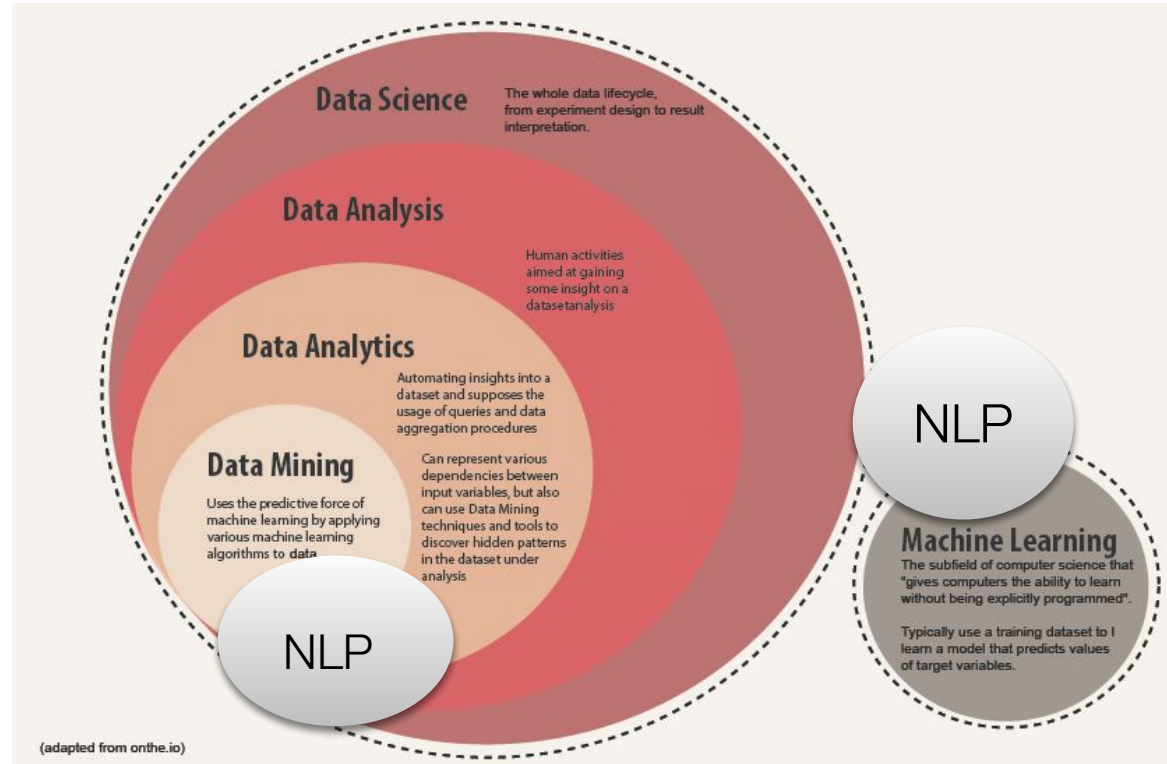 Data Science
The whole data lifecycle,
from experiment design to result
interpretation.
Data Analysis
Human activities
aimed at gaining
some insight on a
datasetanalysis
Data Analytics
Automating insights into a
dataset and supposes the
usage of queries and data
aggregation procedures
Can represent various
dependencies between
input variables, but also
can use Data Mining
techniques and tools to
discover hidden patterns
in the dataset under
analysis
Data Mining
Uses the predictive force of
machine learning by applying
various machine learning
algorithms to data
NLP
NLP
Machine Learning
The subfield of computer science that
"gives computers the ability to learn
without being explicitly programmed".
Typically use a training dataset to l
learn a model that predicts values
of target variables.
(adapted from onthe.io)